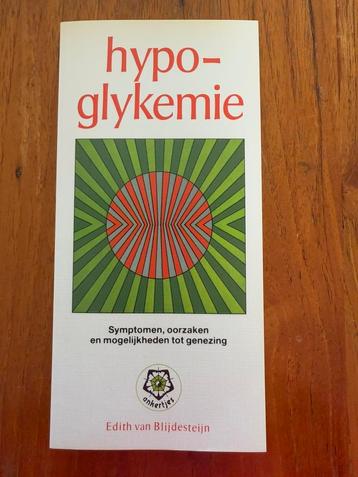 hypo-
glykemie
Symptomen, oorzaken
en mogelijkheden tot genezing
ankertjes
Edith van Blijdesteijn